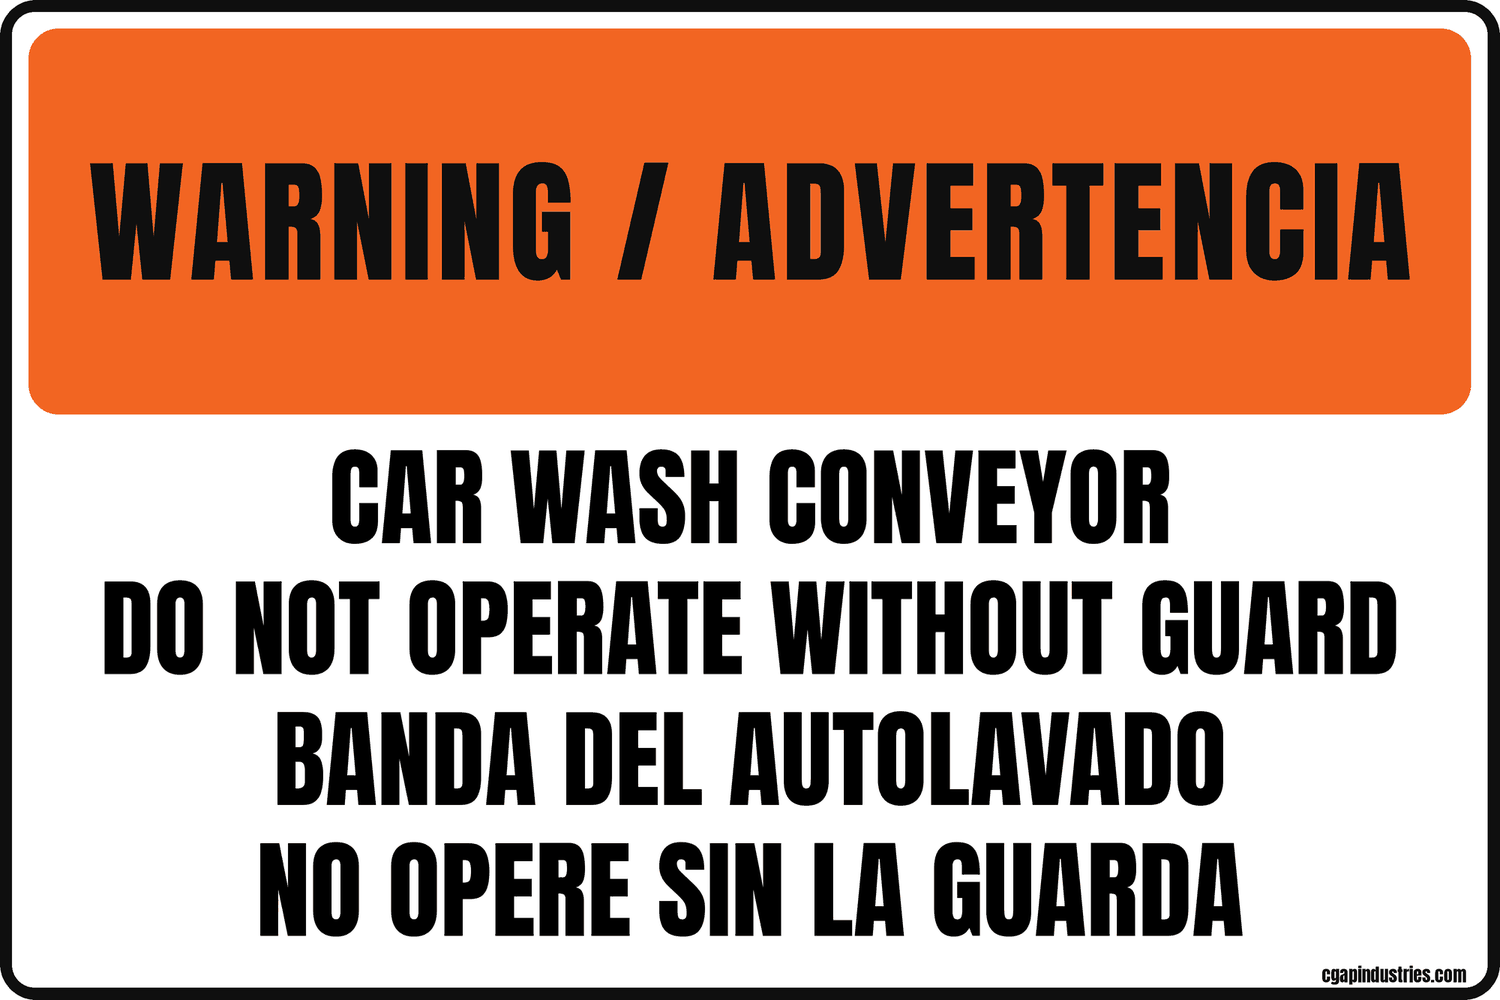 WARNING / ADVERTENCIA
CAR WASH CONVEYOR
DO NOT OPERATE WITHOUT GUARD
BANDA DEL AUTOLAVADO
NO OPERE SIN LA GUARDA
cgapindustries.com